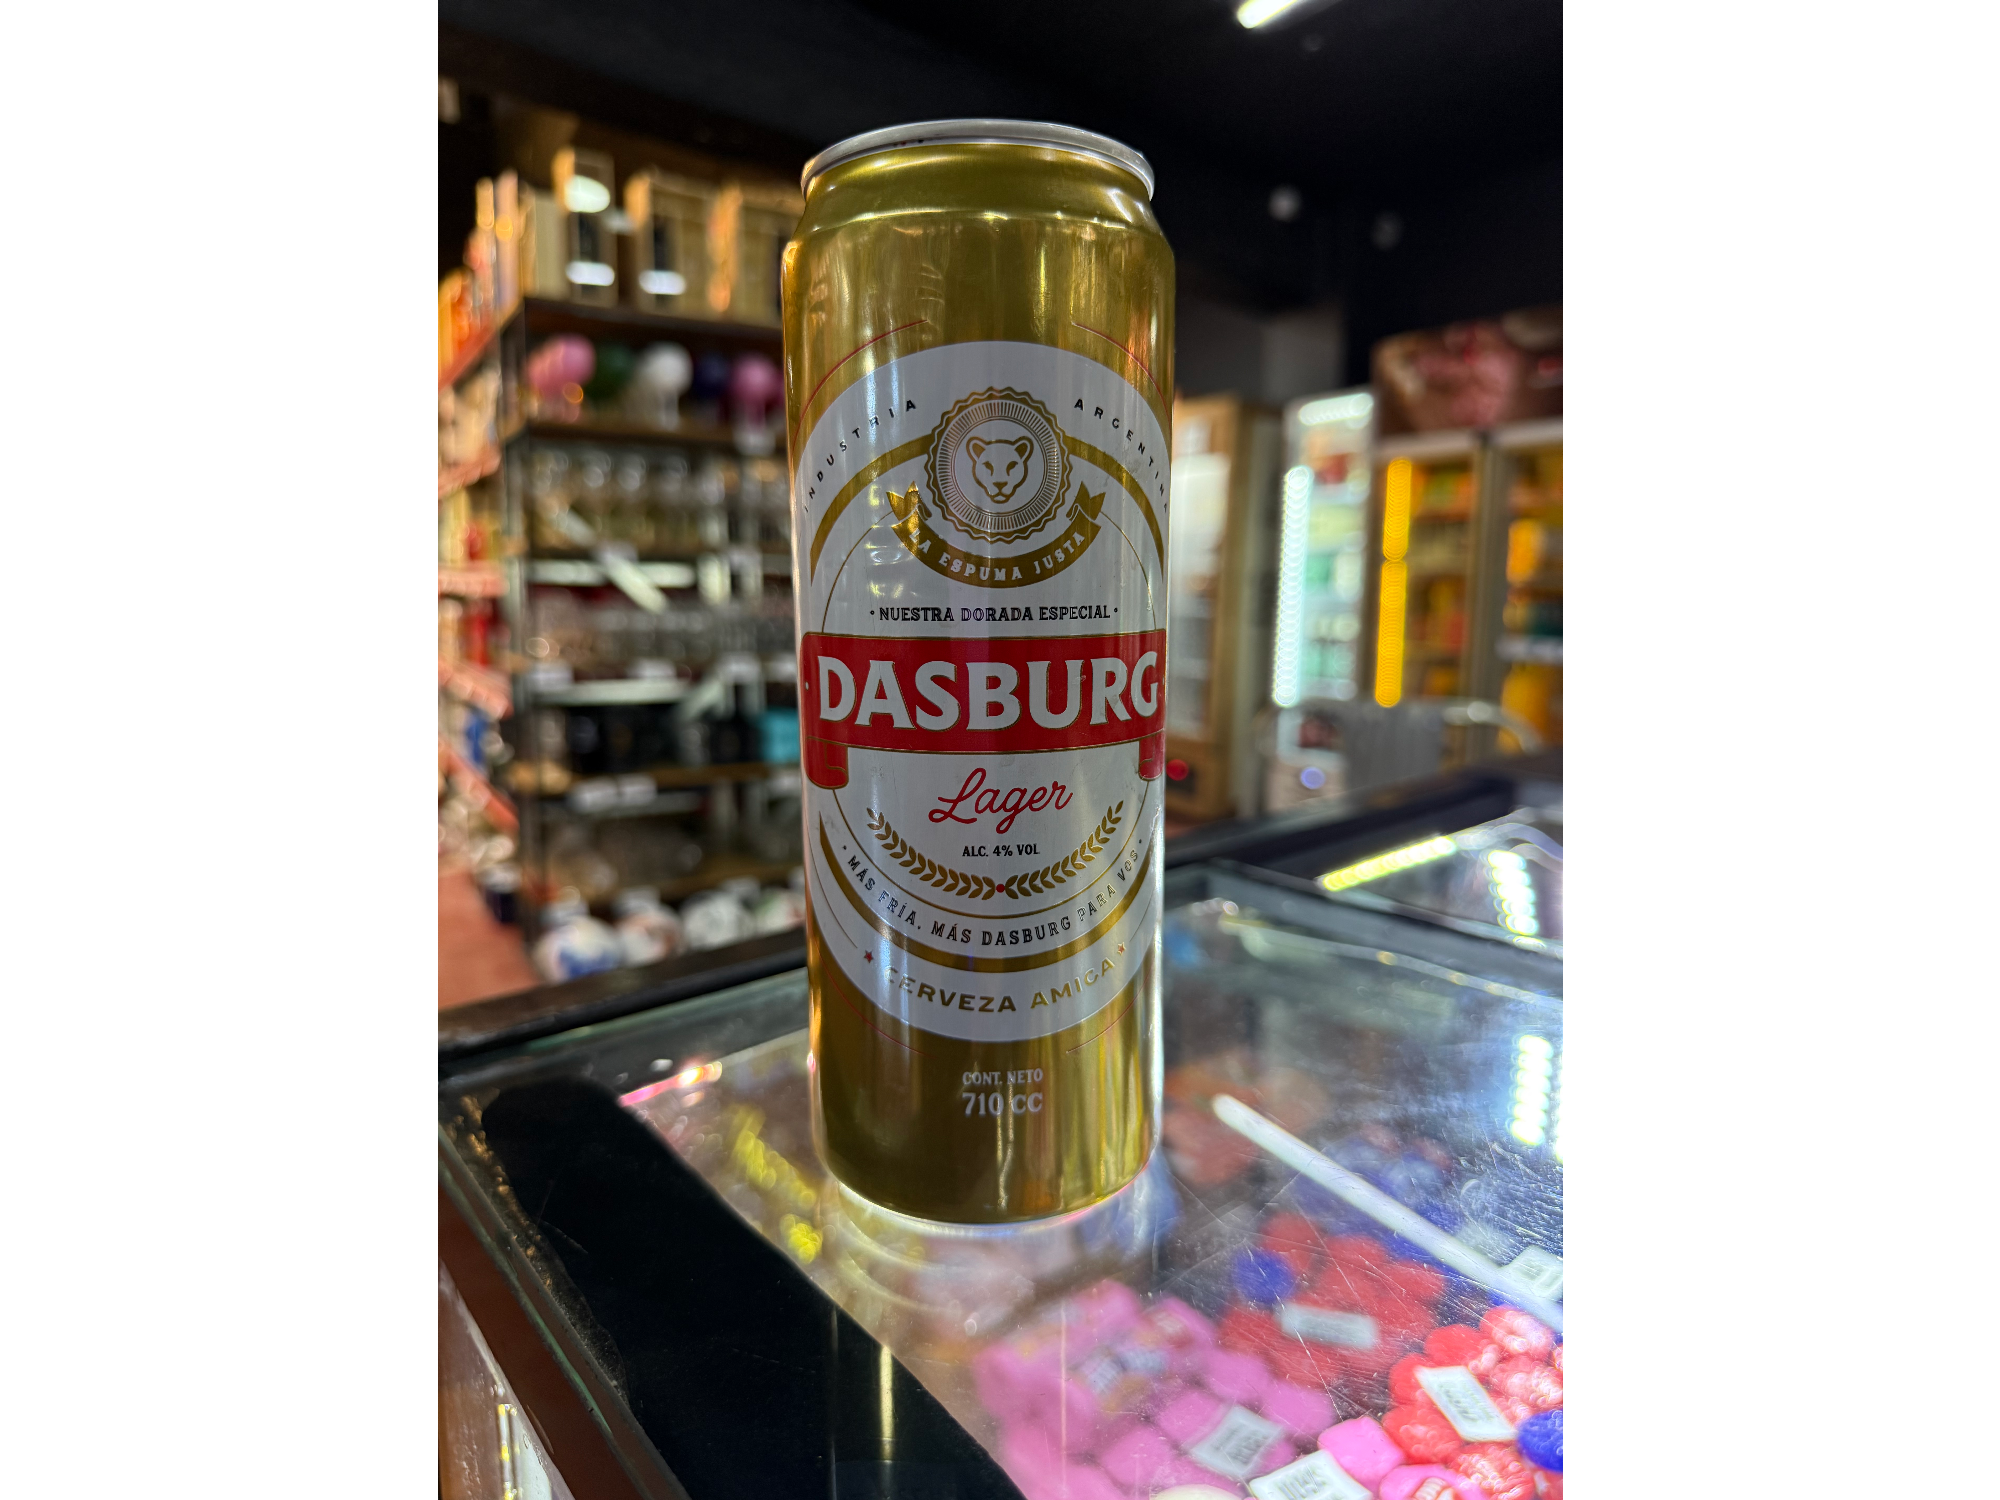 INDUSTRIA ARGENTINA
LA ESPUMA JUSTA
· NUESTRA DORADA ESPECIAL ·
DASBURG
Lager
ALC. 4% VOL
· MÁS FRÍA. MÁS DASBURG PARA VOS ·
★ CERVEZA AMIGA ★
CONT. NETO
710 CC